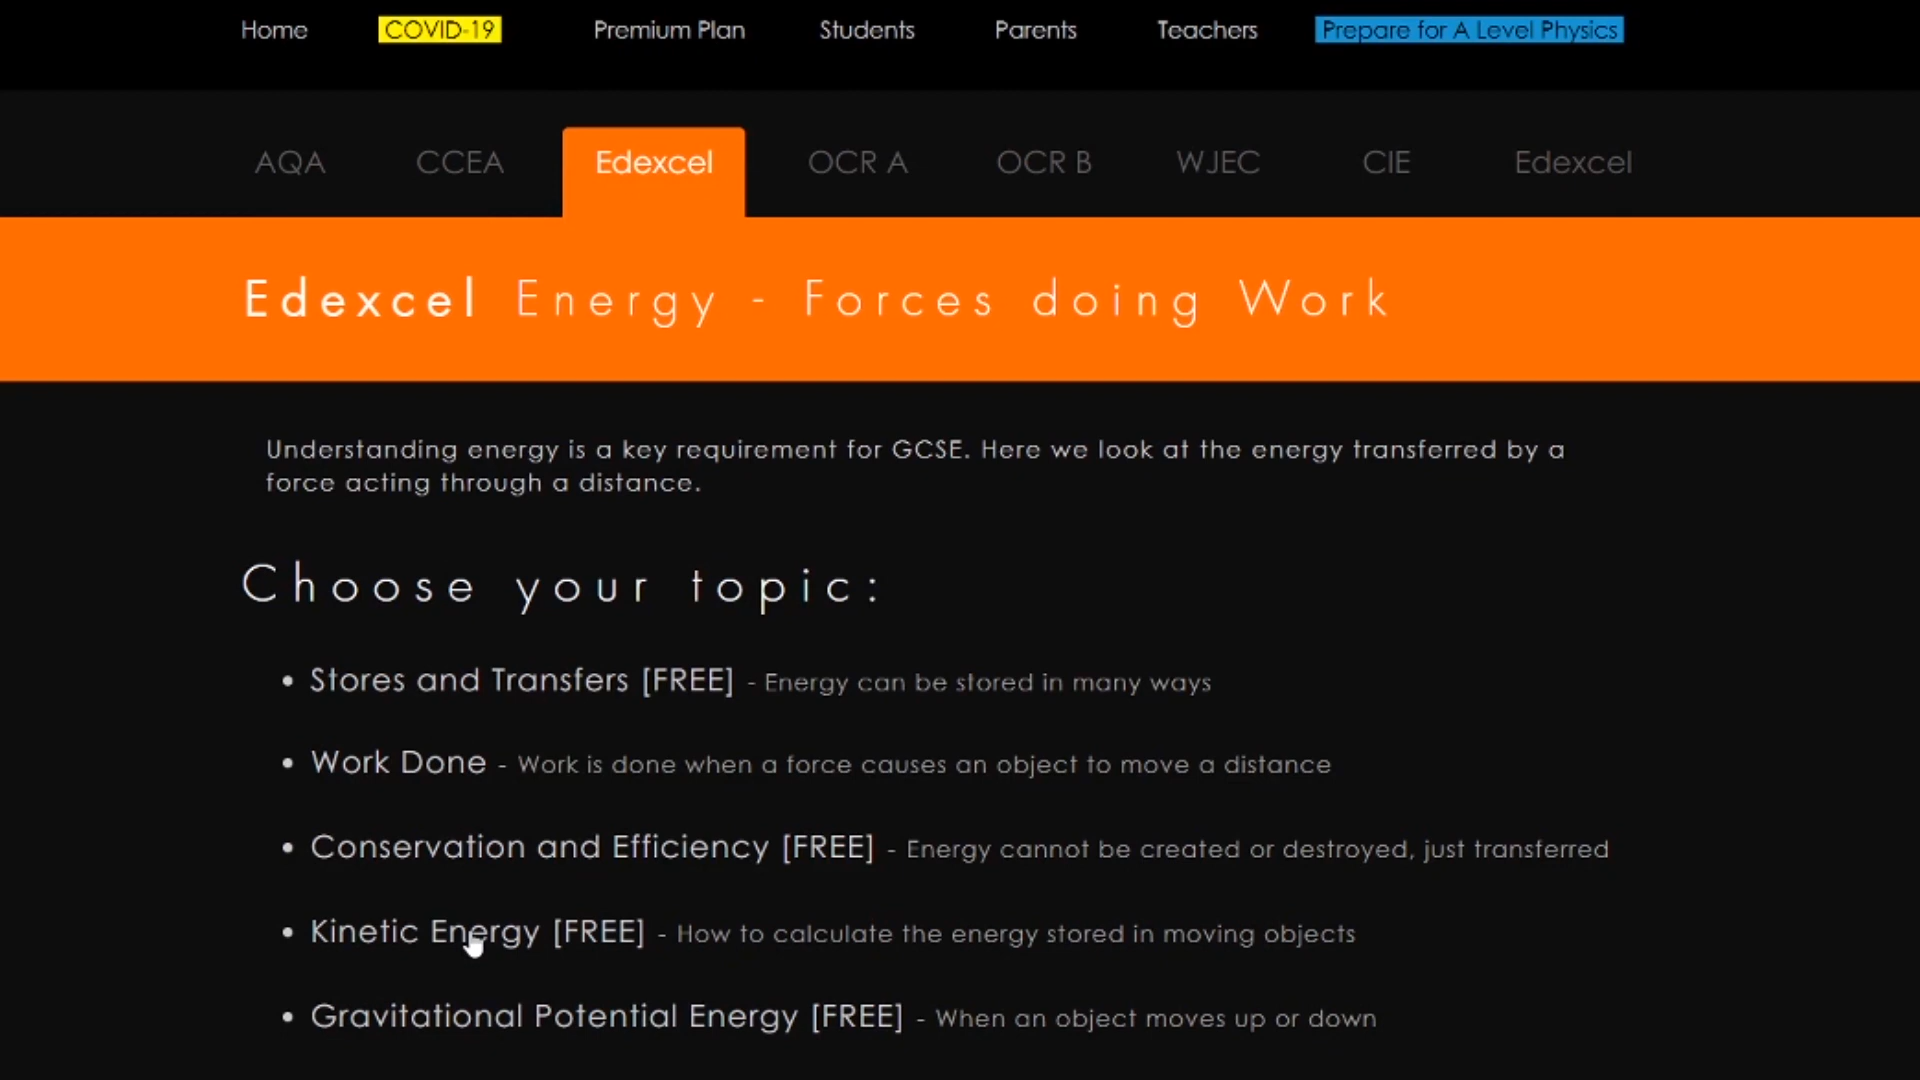 Home COVID-19 Premium Plan Students Parents Teachers Prepare for A Level Physics
AQA CCEA Edexcel OCR A OCR B WJEC CIE Edexcel
Edexcel Energy - Forces doing Work
Understanding energy is a key requirement for GCSE. Here we look at the energy transferred by a
force acting through a distance.
Choose your topic:
• Stores and Transfers [FREE] - Energy can be stored in many ways
• Work Done - Work is done when a force causes an object to move a distance
• Conservation and Efficiency [FREE] - Energy cannot be created or destroyed, just transferred
• Kinetic Energy [FREE] - How to calculate the energy stored in moving objects
• Gravitational Potential Energy [FREE] - When an object moves up or down